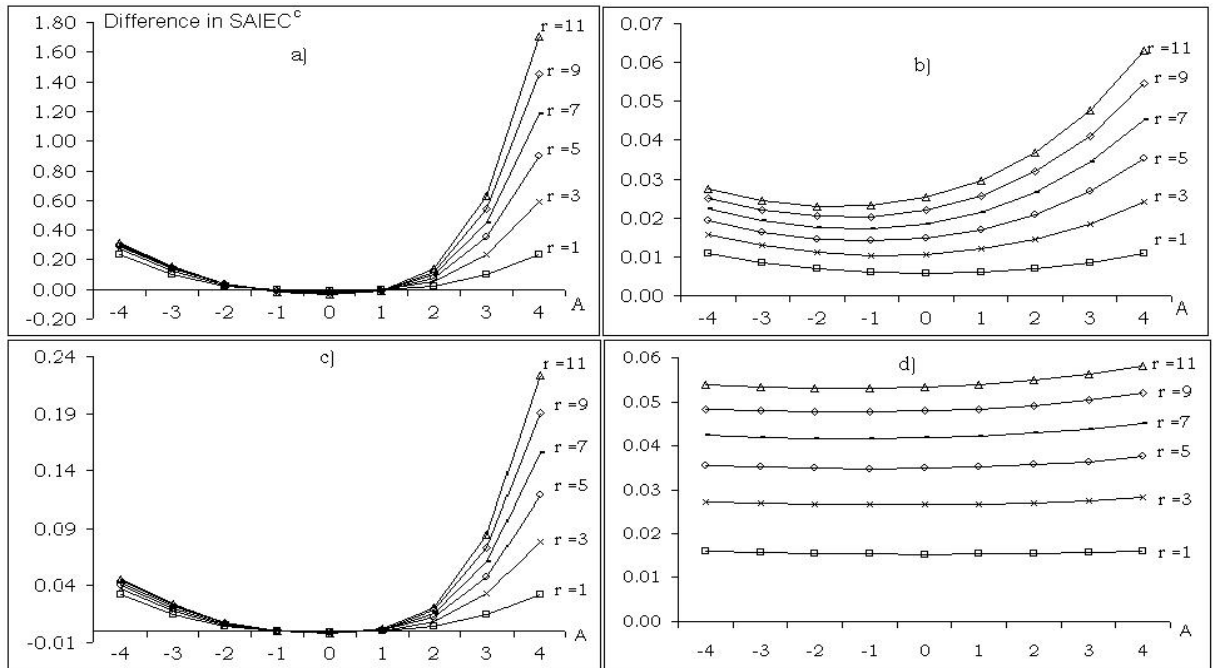 Difference in SAIEC^c
a)
1.80
1.60
1.40
1.20
1.00
0.80
0.60
0.40
0.20
0.00
-0.20
r =11
r =9
r =7
r =5
r =3
r =1
A
-4 -3 -2 -1 0 1 2 3 4
b)
0.07
0.06
0.05
0.04
0.03
0.02
0.01
0.00
r =11
r =9
r =7
r =5
r =3
r =1
A
-4 -3 -2 -1 0 1 2 3 4
c)
0.24
0.19
0.14
0.09
0.04
-0.01
r =11
r =9
r =7
r =5
r =3
r =1
A
-4 -3 -2 -1 0 1 2 3 4
d)
0.06
0.05
0.04
0.03
0.02
0.01
0.00
r =11
r =9
r =7
r =5
r =3
r =1
A
-4 -3 -2 -1 0 1 2 3 4